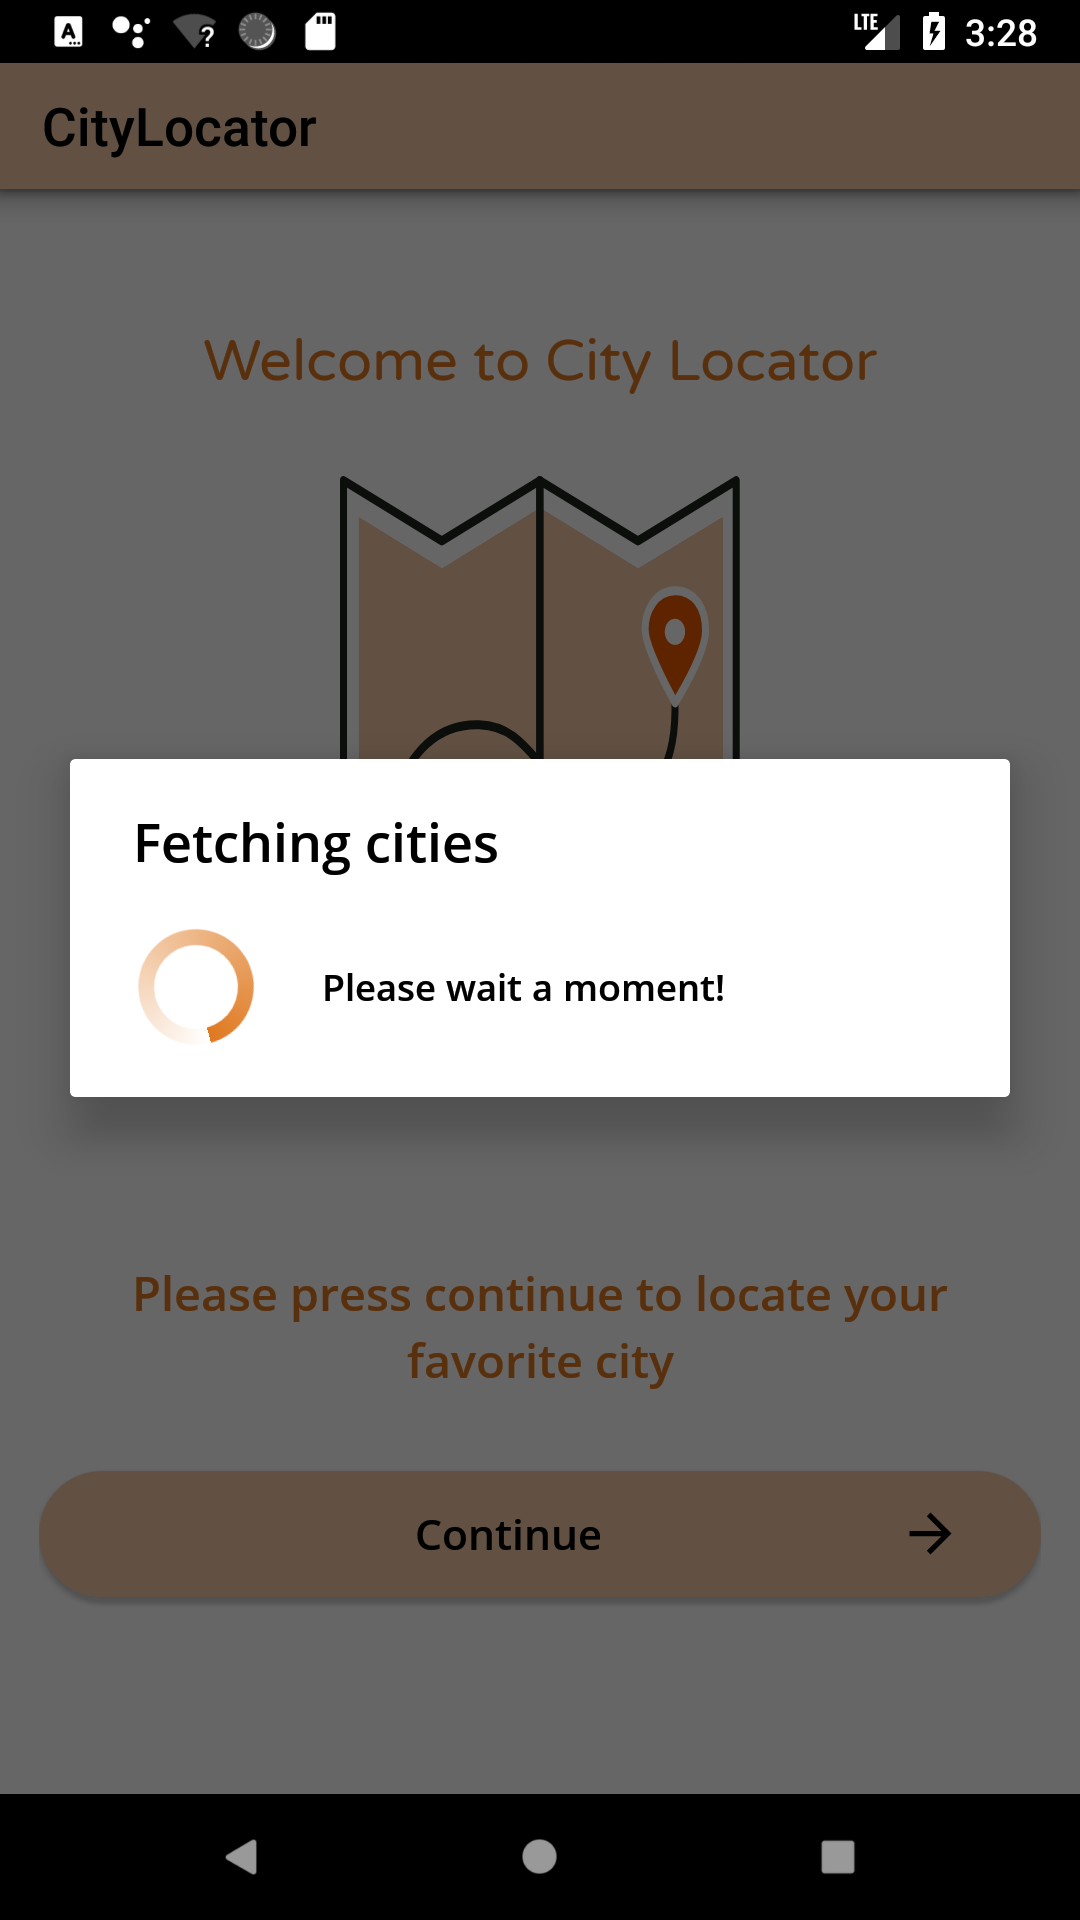 LTE 3:28
CityLocator
Welcome to City Locator
Fetching cities
Please wait a moment!
Please press continue to locate your
favorite city
Continue